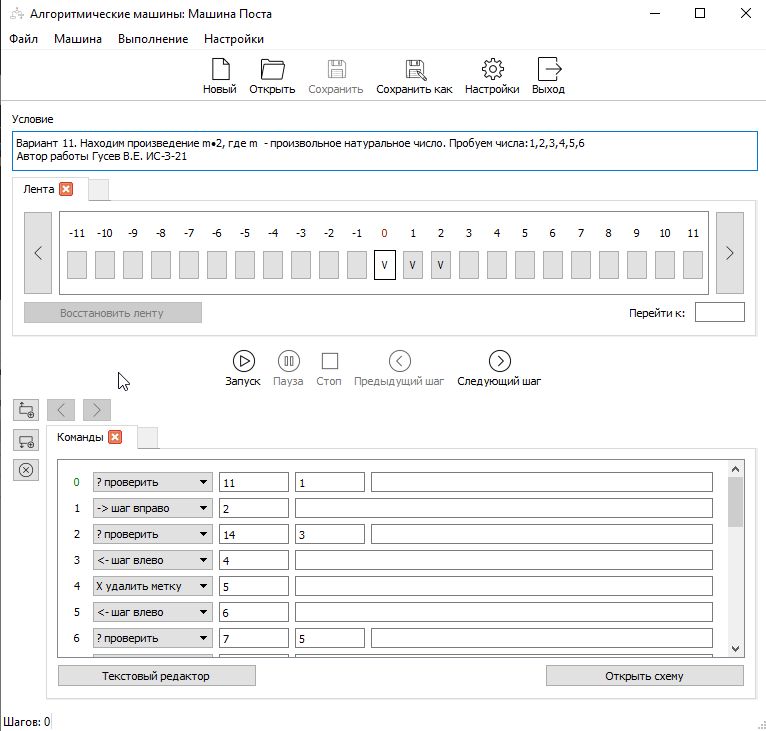 Алгоритмические машины: Машина Поста
Файл Машина Выполнение Настройки
Новый Открыть Сохранить Сохранить как Настройки Выход
Условие
Вариант 11. Находим произведение m•2, где m - произвольное натуральное число. Пробуем числа:1,2,3,4,5,6
Автор работы Гусев В.Е. ИС-3-21
Лента
-11 -10 -9 -8 -7 -6 -5 -4 -3 -2 -1 0 1 2 3 4 5 6 7 8 9 10 11
V V V
Восстановить ленту Перейти к:
Запуск Пауза Стоп Предыдущий шаг Следующий шаг
Команды
0 ? проверить 11 1
1 -> шаг вправо 2
2 ? проверить 14 3
3 <- шаг влево 4
4 X удалить метку 5
5 <- шаг влево 6
6 ? проверить 7 5
Текстовый редактор Открыть схему
Шагов: 0